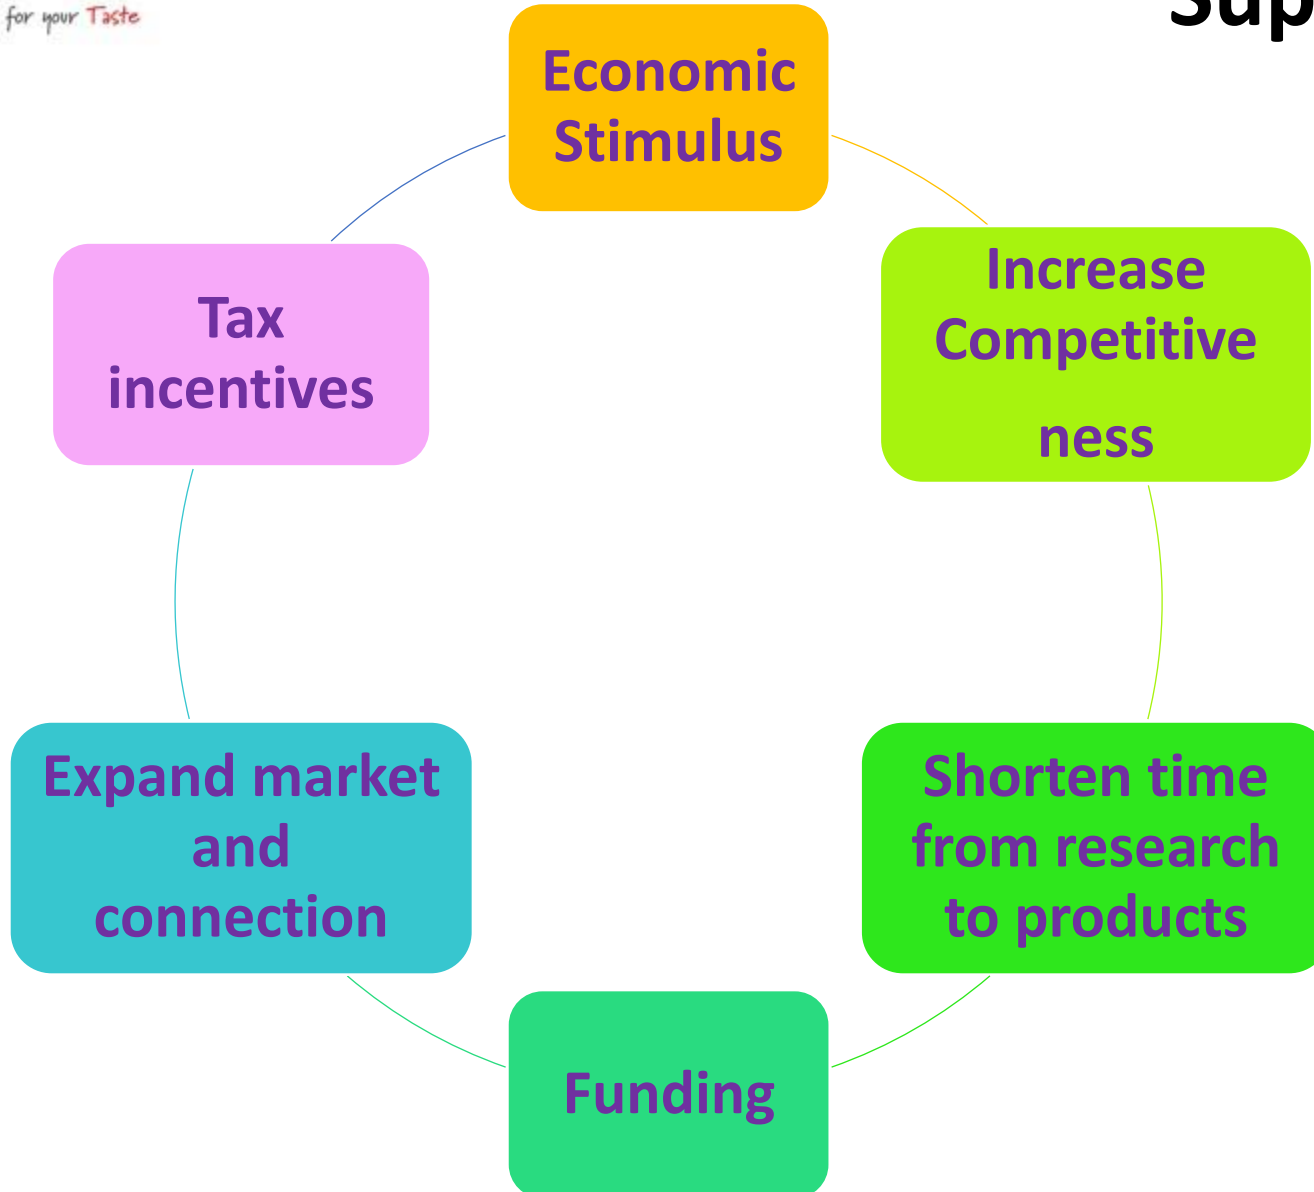 for your Taste
Sup
Economic
Stimulus
Increase
Competitive
ness
Tax
incentives
Expand market
and
connection
Shorten time
from research
to products
Funding